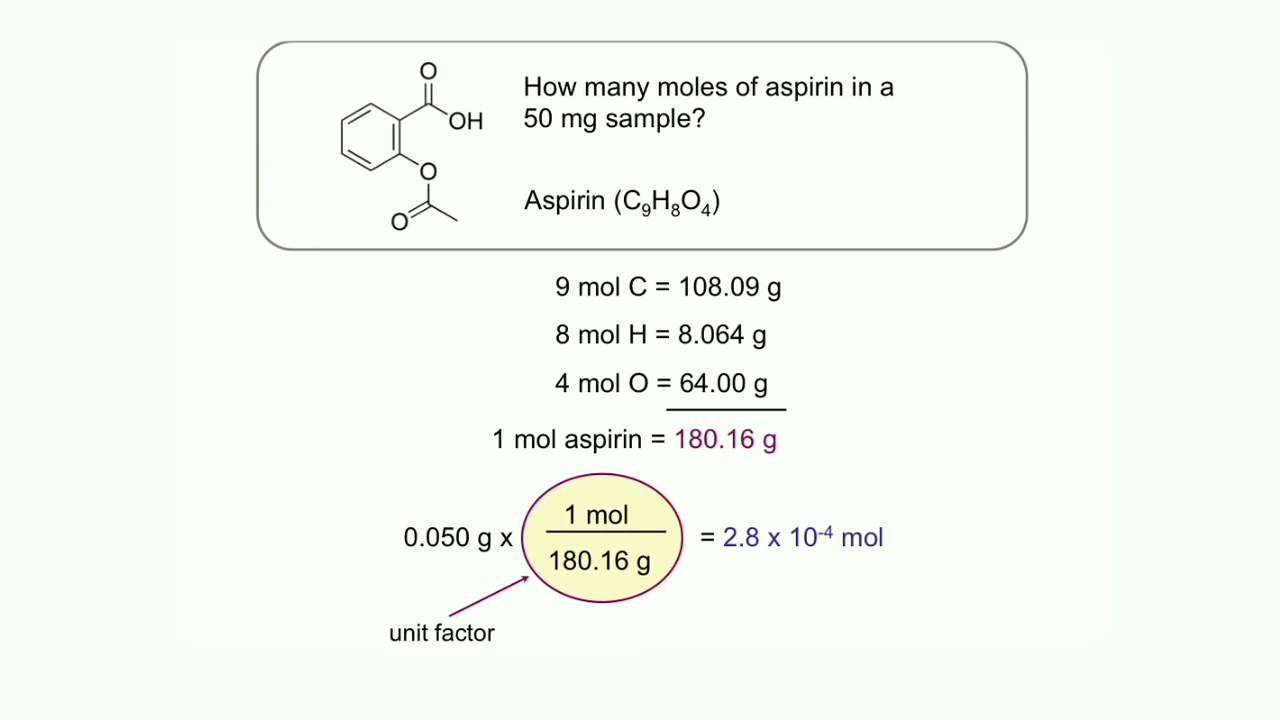 O
OH
O
O
How many moles of aspirin in a
50 mg sample?
Aspirin (C₉H₈O₄)
9 mol C = 108.09 g
8 mol H = 8.064 g
4 mol O = 64.00 g
1 mol aspirin = 180.16 g
1 mol
0.050 g x
= 2.8 x 10⁻⁴ mol
180.16 g
unit factor